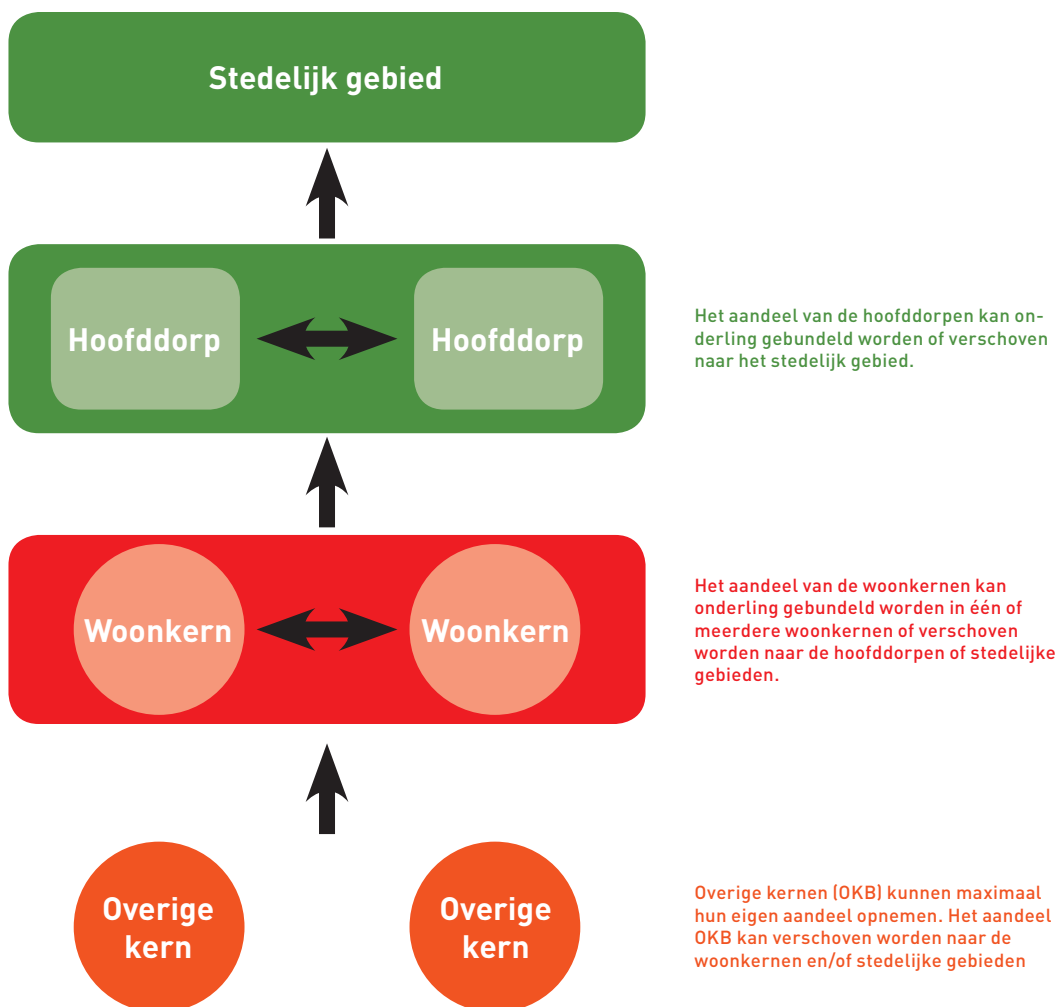 Stedelijk gebied
Hoofddorp
Hoofddorp
Het aandeel van de hoofddorpen kan on-
derling gebundeld worden of verschoven
naar het stedelijk gebied.
Woonkern
Woonkern
Het aandeel van de woonkernen kan
onderling gebundeld worden in één of
meerdere woonkernen of verschoven
worden naar de hoofddorpen of stedelijke
gebieden.
Overige
kern
Overige
kern
Overige kernen (OKB) kunnen maximaal
hun eigen aandeel opnemen. Het aandeel
OKB kan verschoven worden naar de
woonkernen en/of stedelijke gebieden